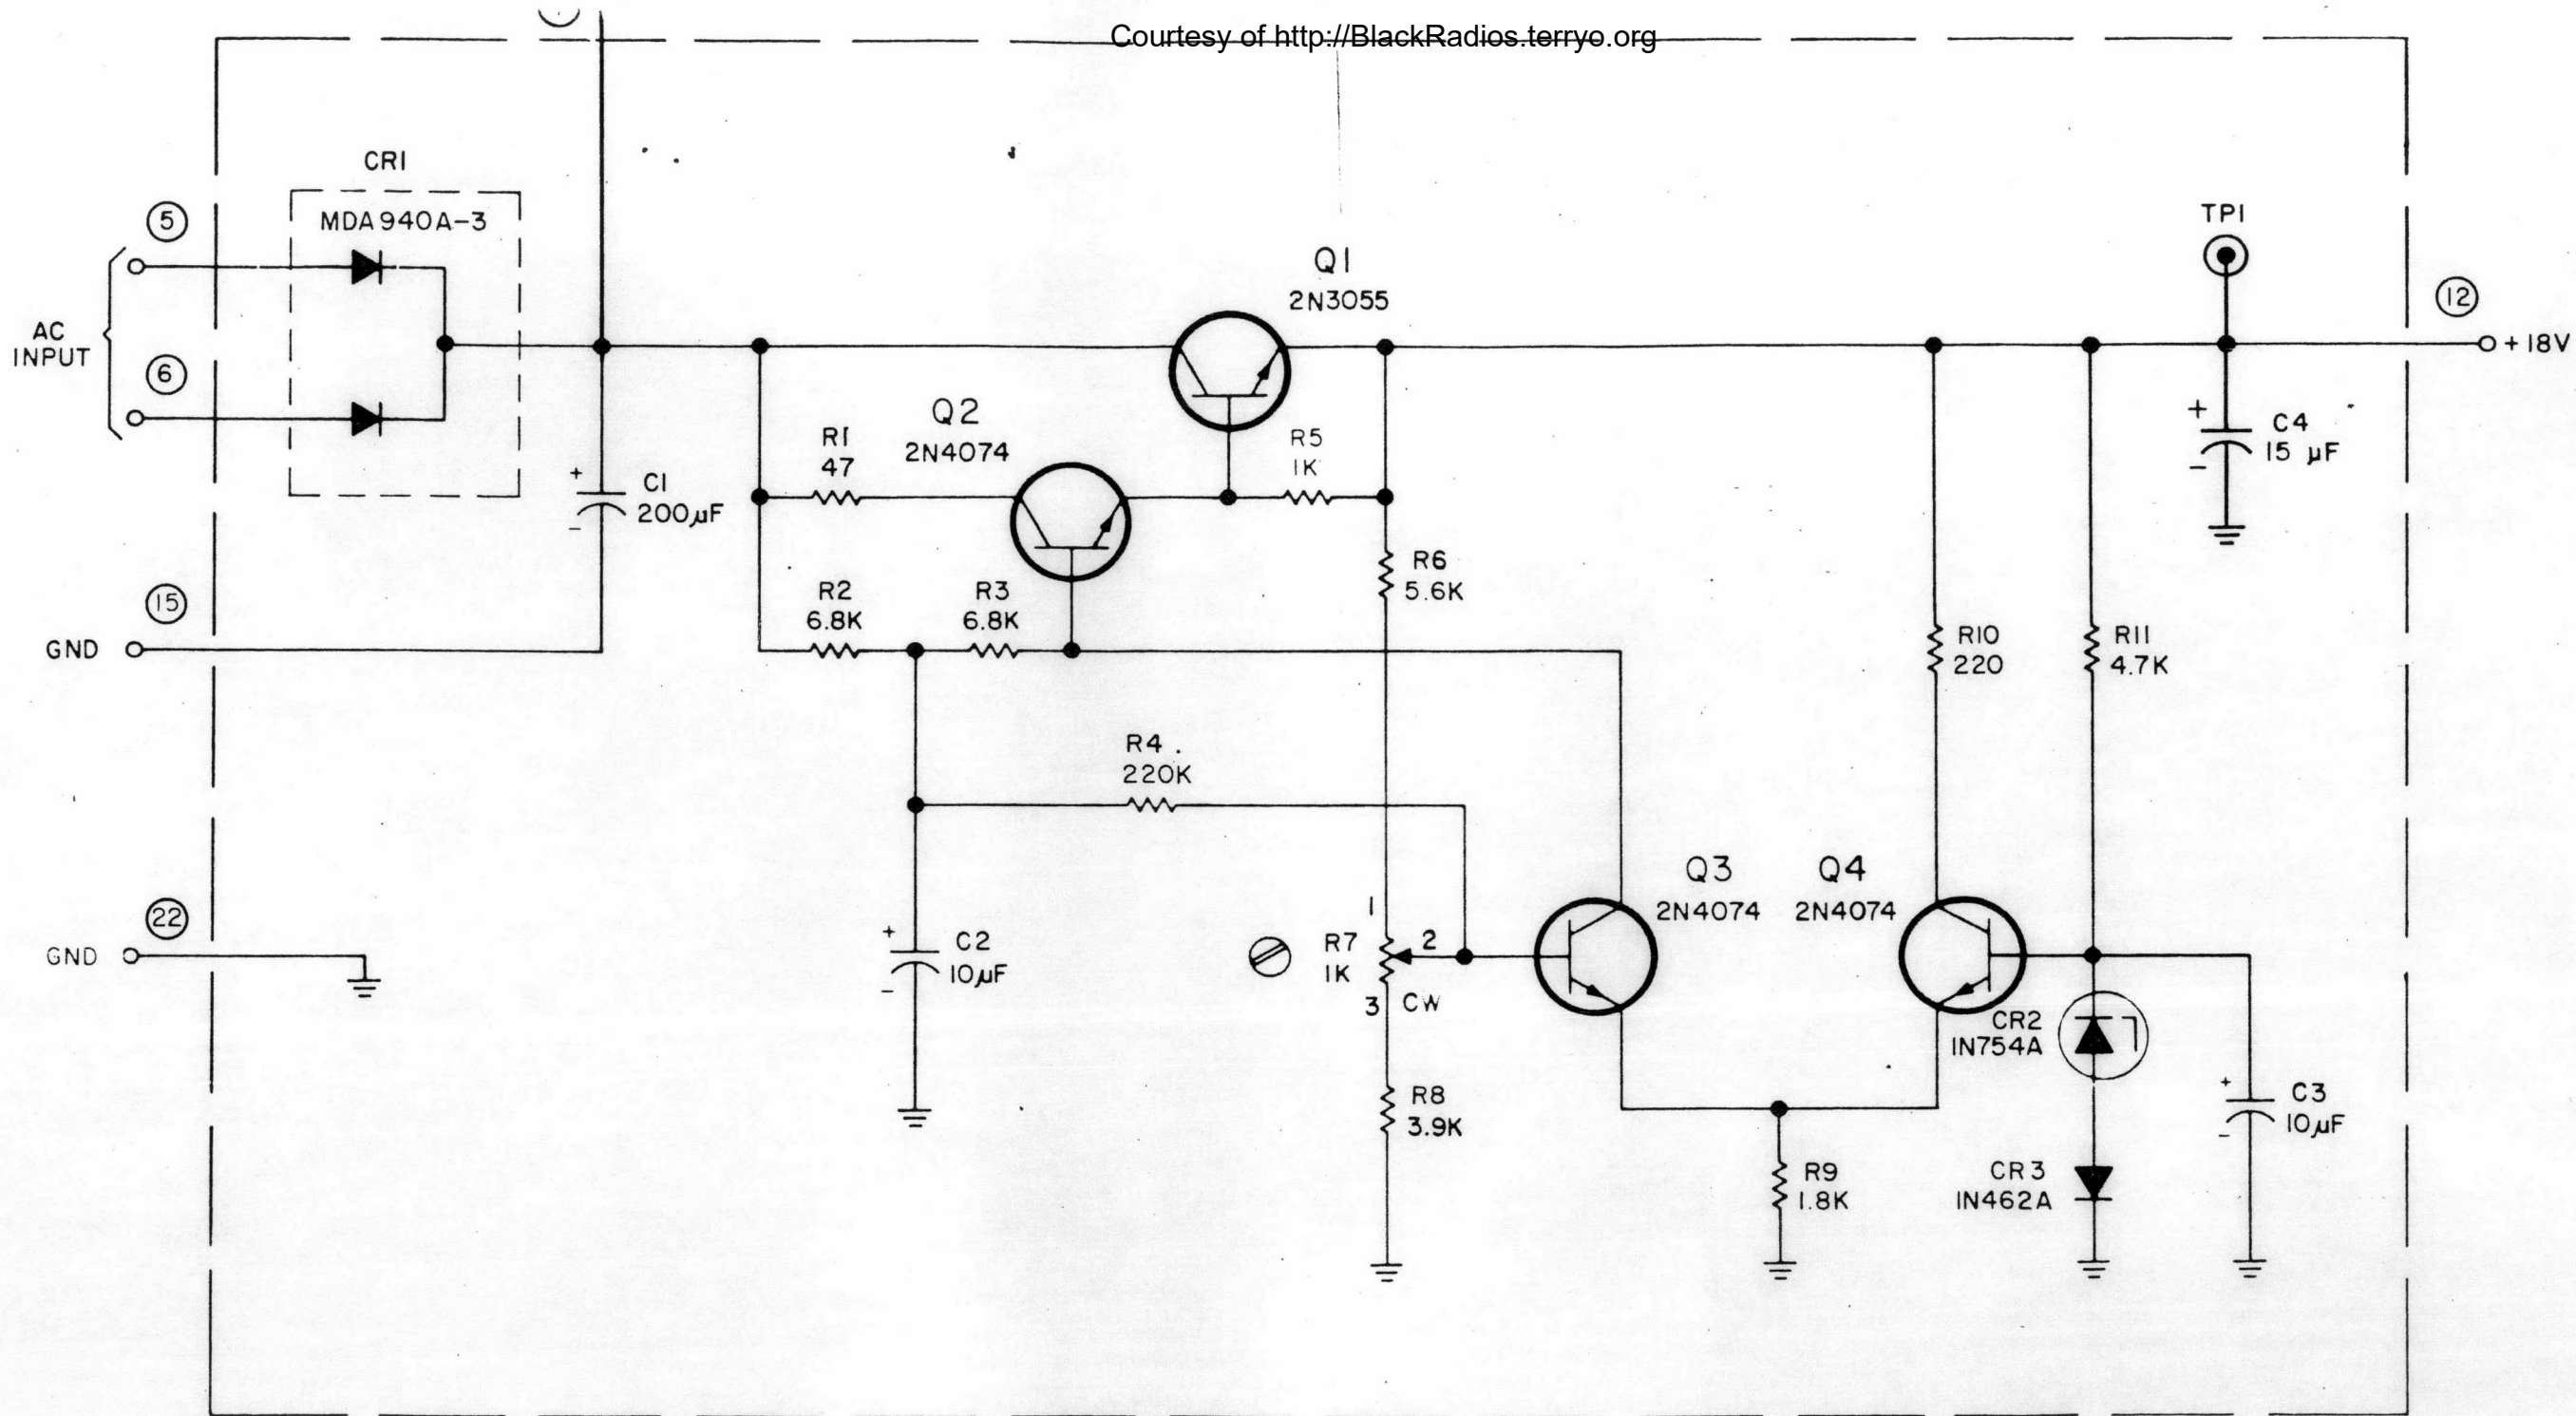 Courtesy of http://BlackRadios.terryo.org
CR1
MDA940A-3
5
AC
INPUT
6
Q1
2N3055
TP1
12
+18V
Q2
2N4074
R1
47
R5
1K
C4
15 µF
+
−
+
C1
200µF
−
15
GND
R2
6.8K
R3
6.8K
R6
5.6K
R10
220
R11
4.7K
R4
220K
22
GND
+
C2
10µF
−
1
R7
1K
2
3
CW
Q3
2N4074
Q4
2N4074
CR2
1N754A
R8
3.9K
R9
1.8K
CR3
1N462A
+
C3
10µF
−